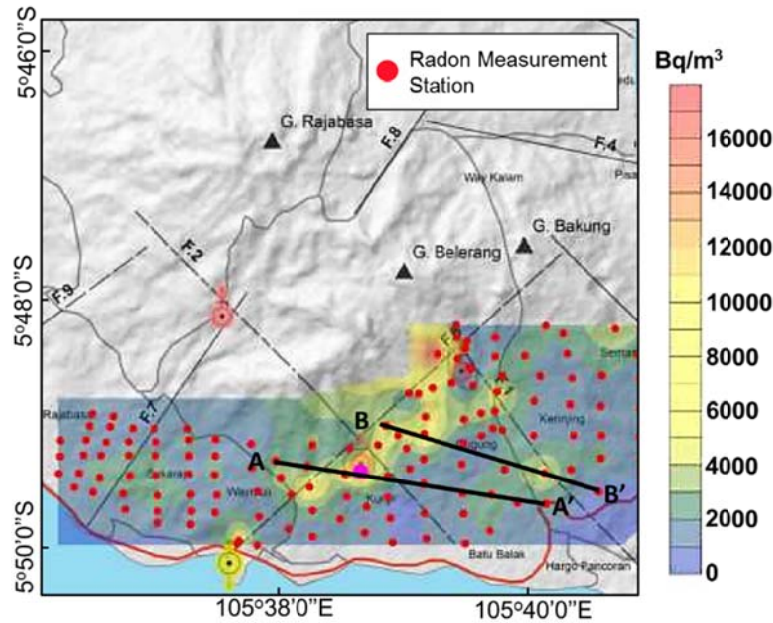 5°46'0"S
5°48'0"S
5°50'0"S
105°38'0"E
105°40'0"E
Radon Measurement
Station
Bq/m³
16000
14000
12000
10000
8000
6000
4000
2000
0
G. Rajabasa
F.8
F.4
Way Kalam
G. Bakung
G. Belerang
F.2
F.9
F.7
Rajabasa
B
A
Kerinjing
A'
B'
Batu Balak
Hargo Pancoran